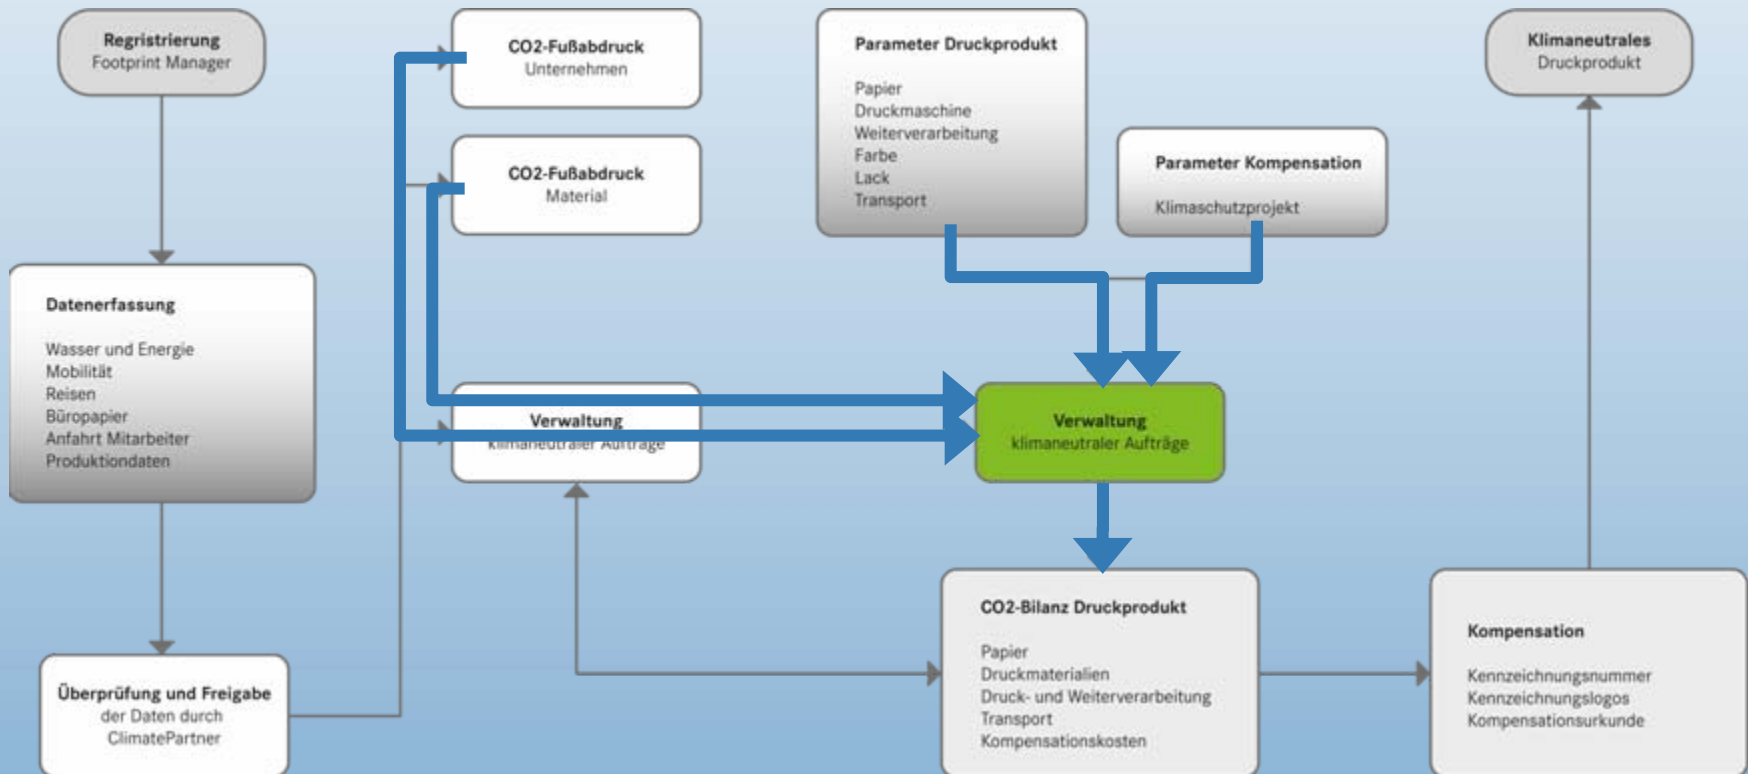 Regristrierung
Footprint Manager
Datenerfassung
Wasser und Energie
Mobilität
Reisen
Büropapier
Anfahrt Mitarbeiter
Produktiondaten
Überprüfung und Freigabe
der Daten durch
ClimatePartner
CO2-Fußabdruck
Unternehmen
CO2-Fußabdruck
Material
Verwaltung
klimaneutraler Aufträge
Parameter Druckprodukt
Papier
Druckmaschine
Weiterverarbeitung
Farbe
Lack
Transport
Parameter Kompensation
Klimaschutzprojekt
Verwaltung
klimaneutraler Aufträge
CO2-Bilanz Druckprodukt
Papier
Druckmaterialien
Druck- und Weiterverarbeitung
Transport
Kompensationskosten
Kompensation
Kennzeichnungsnummer
Kennzeichnungslogos
Kompensationsurkunde
Klimaneutrales
Druckprodukt